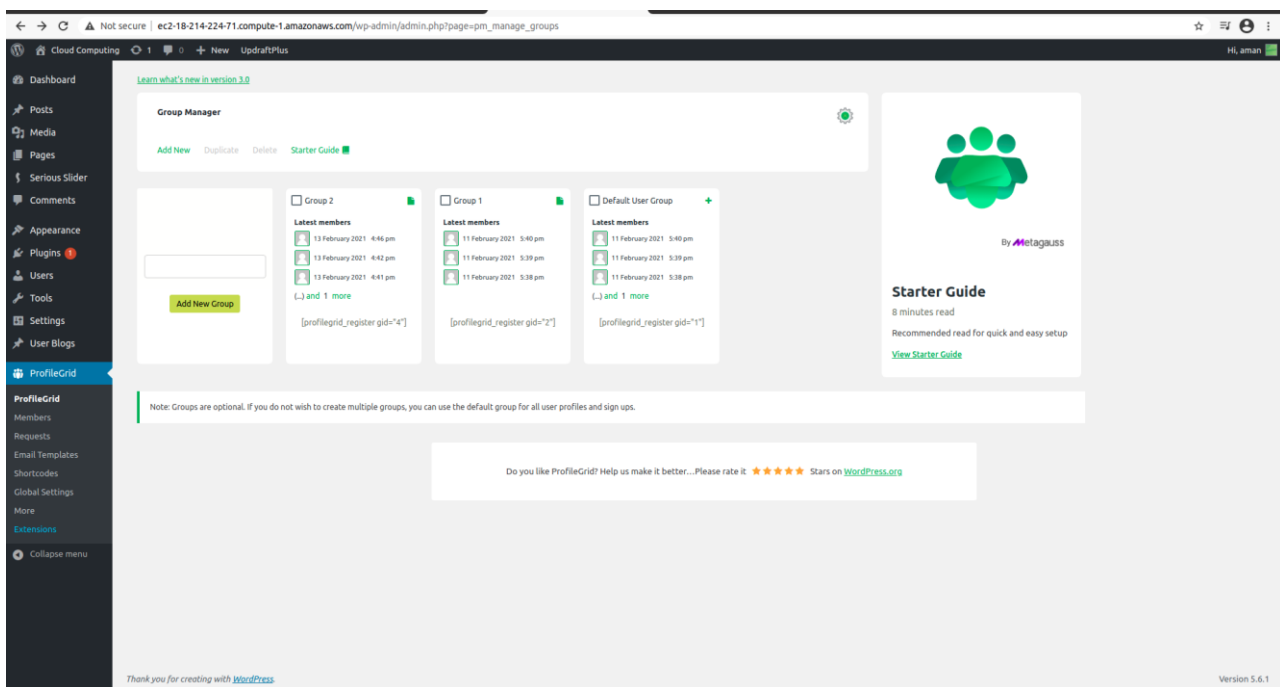 Not secure | ec2-18-214-224-71.compute-1.amazonaws.com/wp-admin/admin.php?page=pm_manage_groups
Cloud Computing 1 0 + New UpdraftPlus Hi, aman
Dashboard
Posts
Media
Pages
Serious Slider
Comments
Appearance
Plugins 1
Users
Tools
Settings
User Blogs
ProfileGrid
ProfileGrid
Members
Requests
Email Templates
Shortcodes
Global Settings
More
Extensions
Collapse menu
Learn what's new in version 3.0
Group Manager
Add New Duplicate Delete Starter Guide
Add New Group
Group 2
Latest members
13 February 2021 4:46 pm
13 February 2021 4:42 pm
13 February 2021 4:41 pm
(...) and 1 more
[profilegrid_register gid="4"]
Group 1
Latest members
11 February 2021 5:40 pm
11 February 2021 5:39 pm
11 February 2021 5:38 pm
[profilegrid_register gid="2"]
Default User Group +
Latest members
11 February 2021 5:40 pm
11 February 2021 5:39 pm
11 February 2021 5:38 pm
(...) and 1 more
[profilegrid_register gid="1"]
By Metagauss
Starter Guide
8 minutes read
Recommended read for quick and easy setup
View Starter Guide
Note: Groups are optional. If you do not wish to create multiple groups, you can use the default group for all user profiles and sign ups.
Do you like ProfileGrid? Help us make it better...Please rate it ★★★★★ Stars on WordPress.org
Thank you for creating with WordPress.
Version 5.6.1